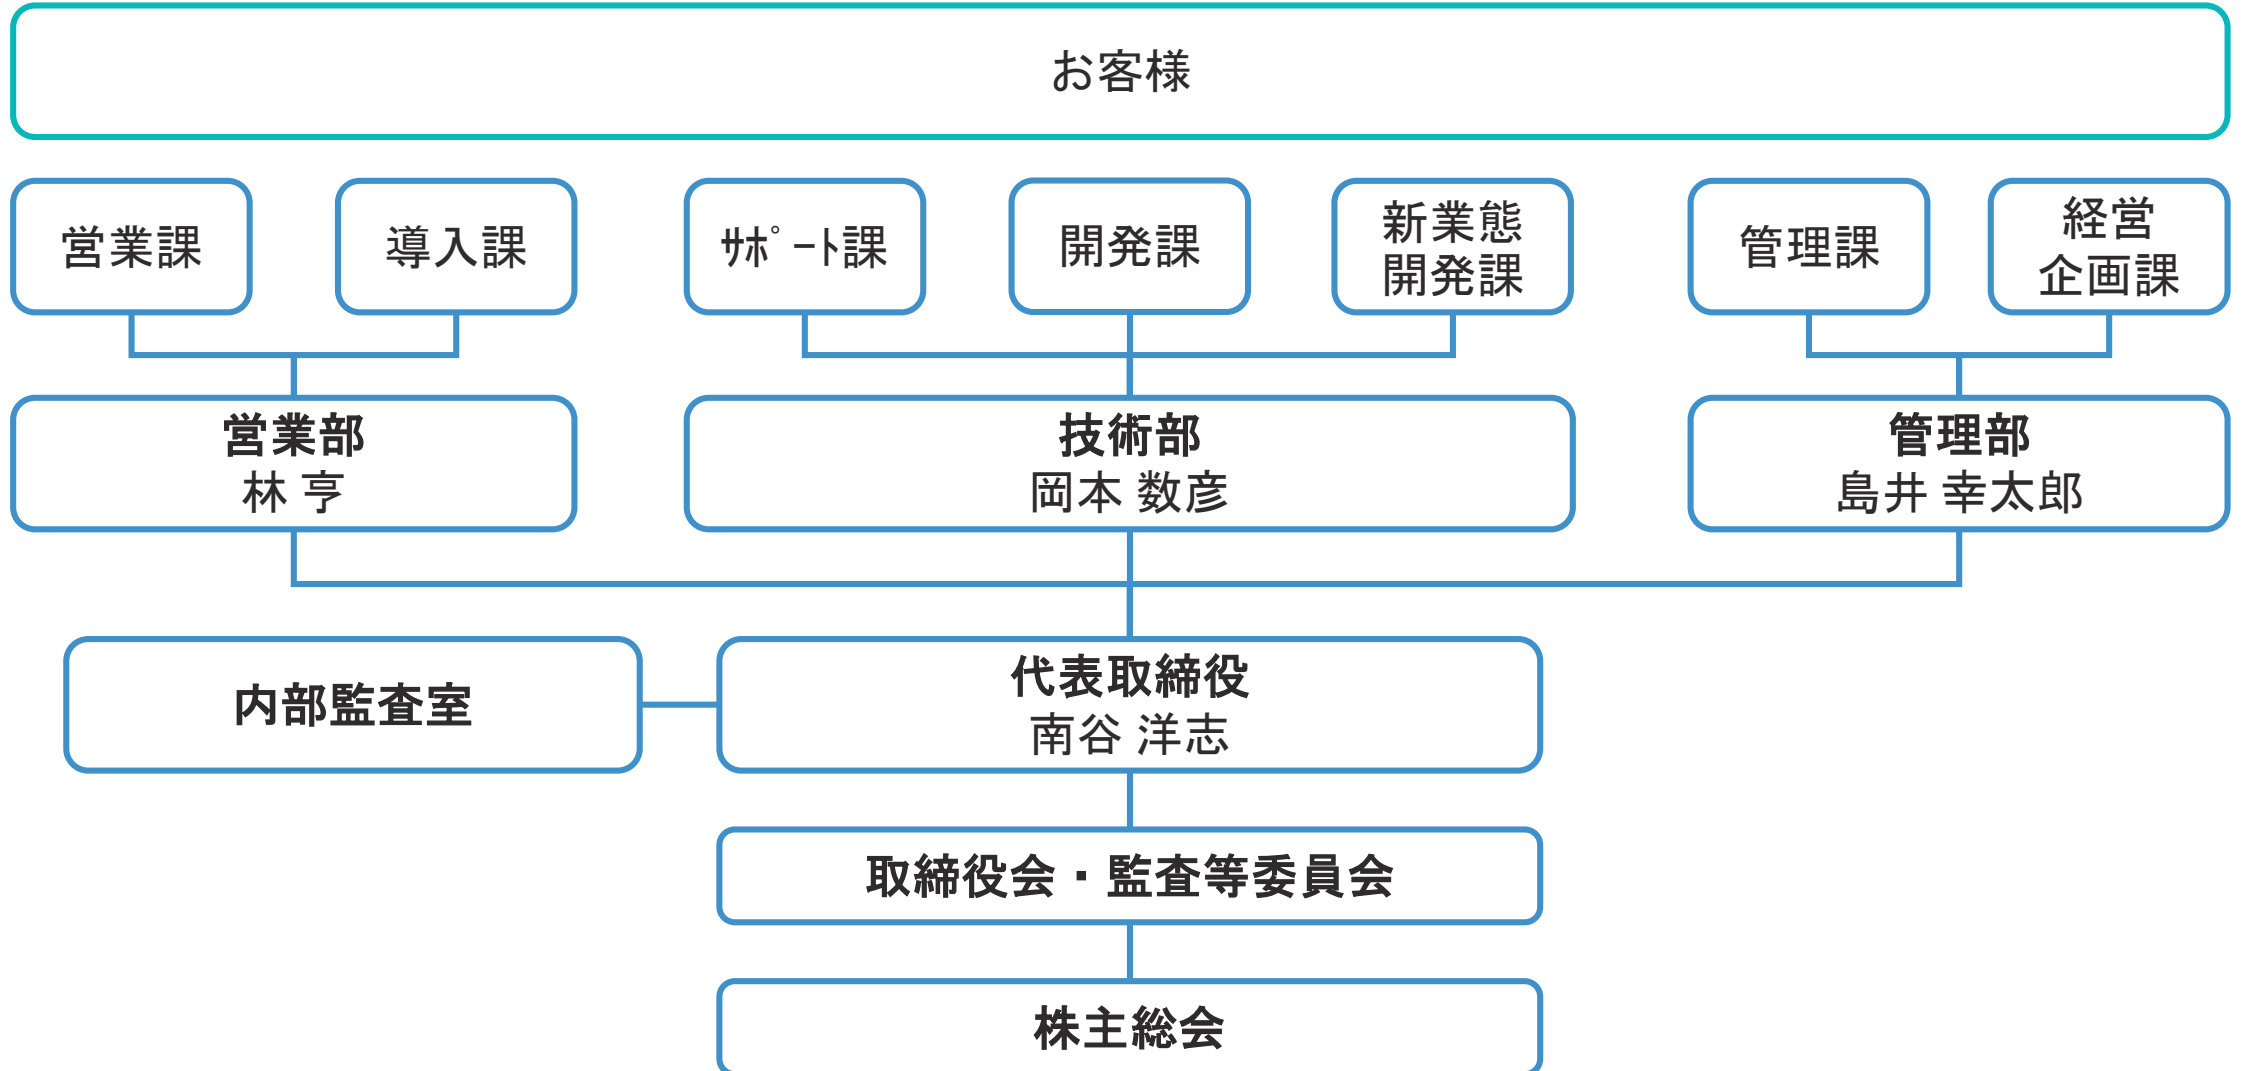 お客様
営業課
導入課
ｻﾎﾟｰﾄ課
開発課
新業態
開発課
管理課
経営
企画課
営業部
林 亨
技術部
岡本 数彦
管理部
島井 幸太郎
内部監査室
代表取締役
南谷 洋志
取締役会・監査等委員会
株主総会